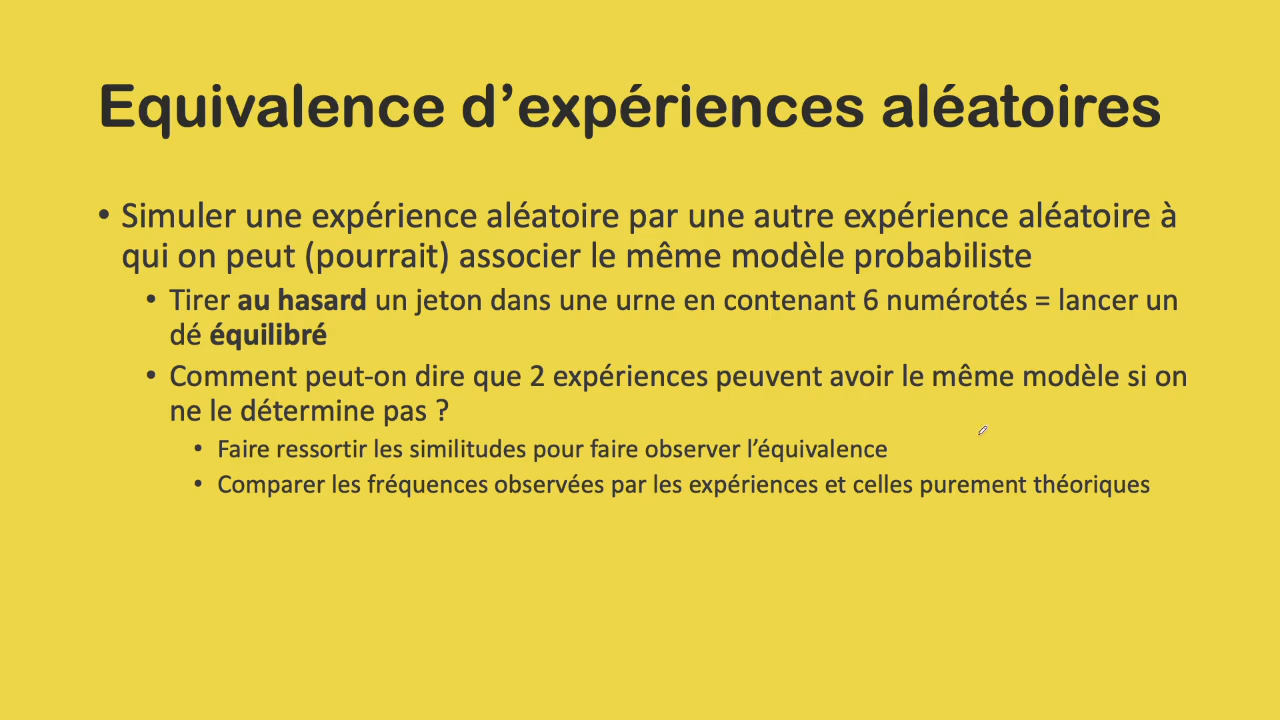 Equivalence d’expériences aléatoires
• Simuler une expérience aléatoire par une autre expérience aléatoire à
qui on peut (pourrait) associer le même modèle probabiliste
• Tirer au hasard un jeton dans une urne en contenant 6 numérotés = lancer un
dé équilibré
• Comment peut-on dire que 2 expériences peuvent avoir le même modèle si on
ne le détermine pas ?
• Faire ressortir les similitudes pour faire observer l’équivalence
• Comparer les fréquences observées par les expériences et celles purement théoriques